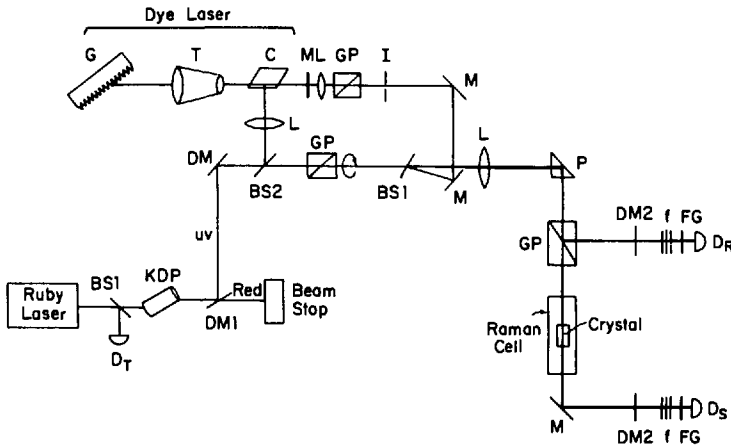 Dye Laser
G
T
C
ML
GP
I
M
L
DM
GP
BS2
BS1
M
L
P
uv
GP
DM2
f
FG
D_R
Ruby
Laser
BS1
KDP
Red
DM1
Beam
Stop
D_T
Raman
Cell
Crystal
M
DM2
f
FG
D_S